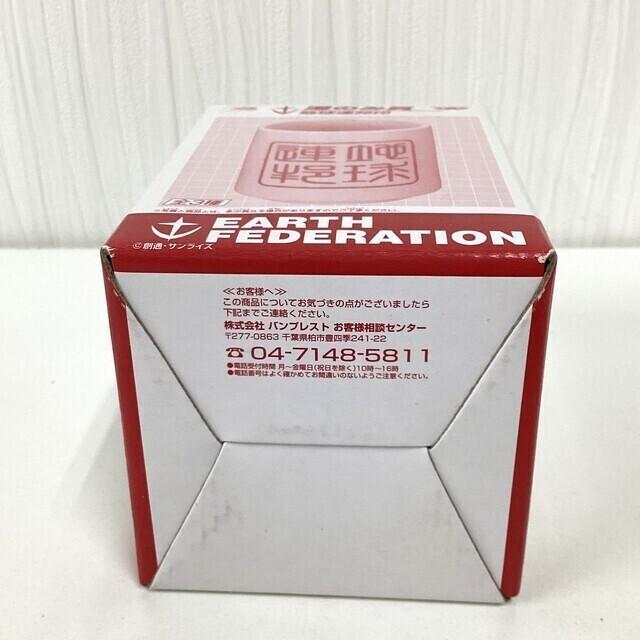 地球連邦
EARTH
FEDERATION
©創通・サンライズ
≪お客様へ≫
この商品についてお気づきの点がございましたら
下記までご連絡ください。
株式会社 バンプレスト お客様相談センター
〒277-0863 千葉県柏市豊四季241-22
☎04-7148-5811
●電話受付時間 月〜金曜日(祝日を除く)10時〜16時
●電話番号はよく確かめてお間違いのないようご注意ください。